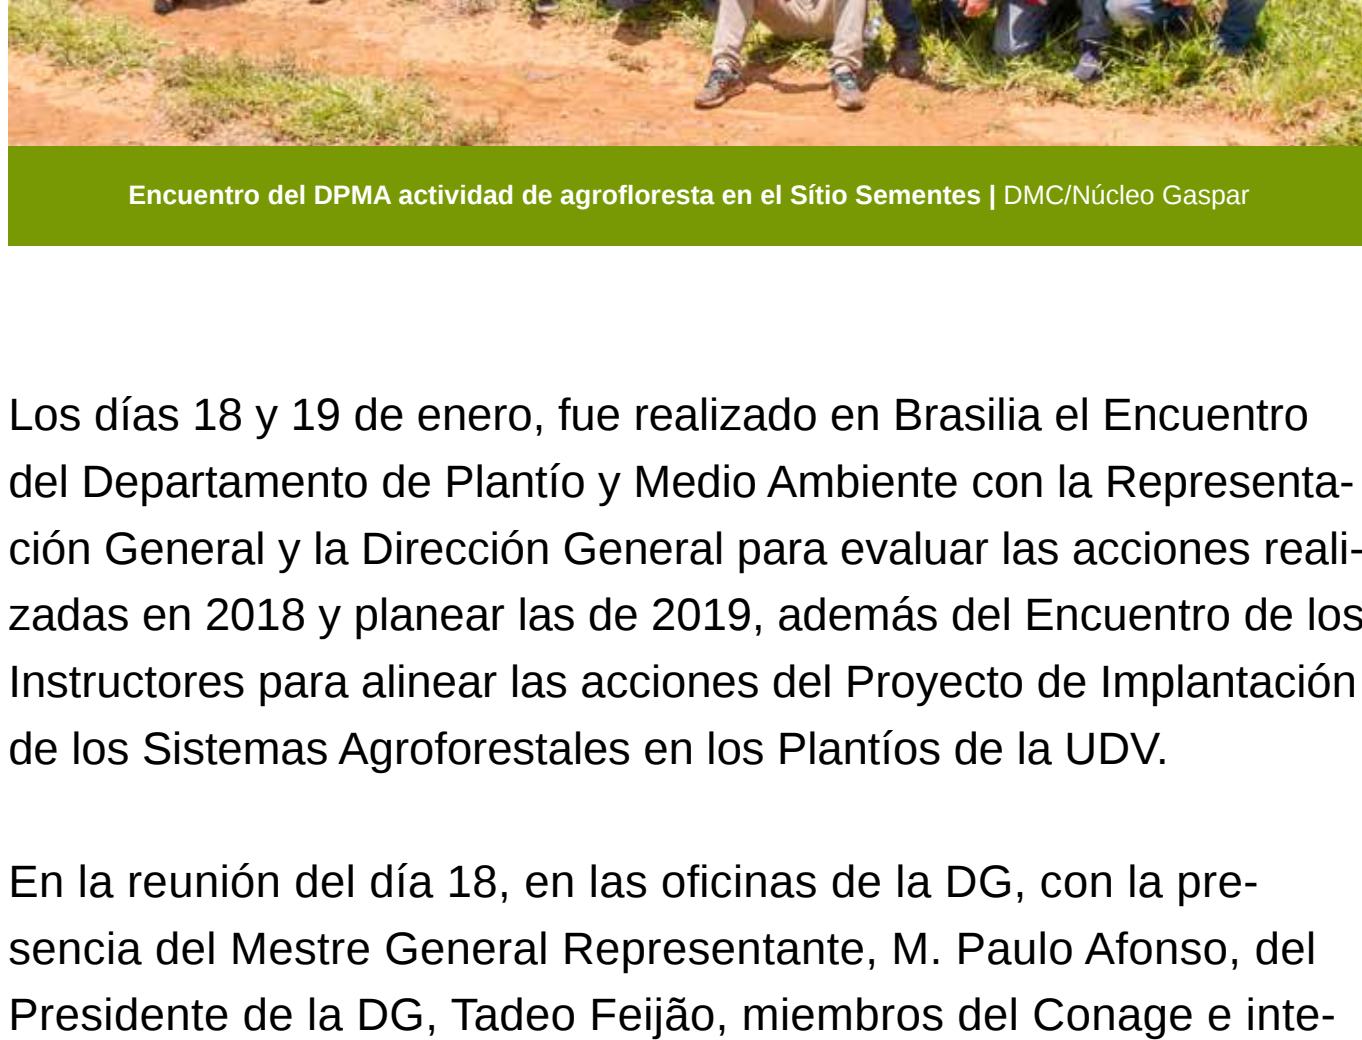 Encuentro del DPMA actividad de agrofloresta en el Sítio Sementes | DMC/Núcleo Gaspar
Los días 18 y 19 de enero, fue realizado en Brasilia el Encuentro
del Departamento de Plantío y Medio Ambiente con la Representa-
ción General y la Dirección General para evaluar las acciones reali-
zadas en 2018 y planear las de 2019, además del Encuentro de los
Instructores para alinear las acciones del Proyecto de Implantación
de los Sistemas Agroforestales en los Plantíos de la UDV.
En la reunión del día 18, en las oficinas de la DG, con la pre-
sencia del Mestre General Representante, M. Paulo Afonso, del
Presidente de la DG, Tadeo Feijão, miembros del Conage e inte-